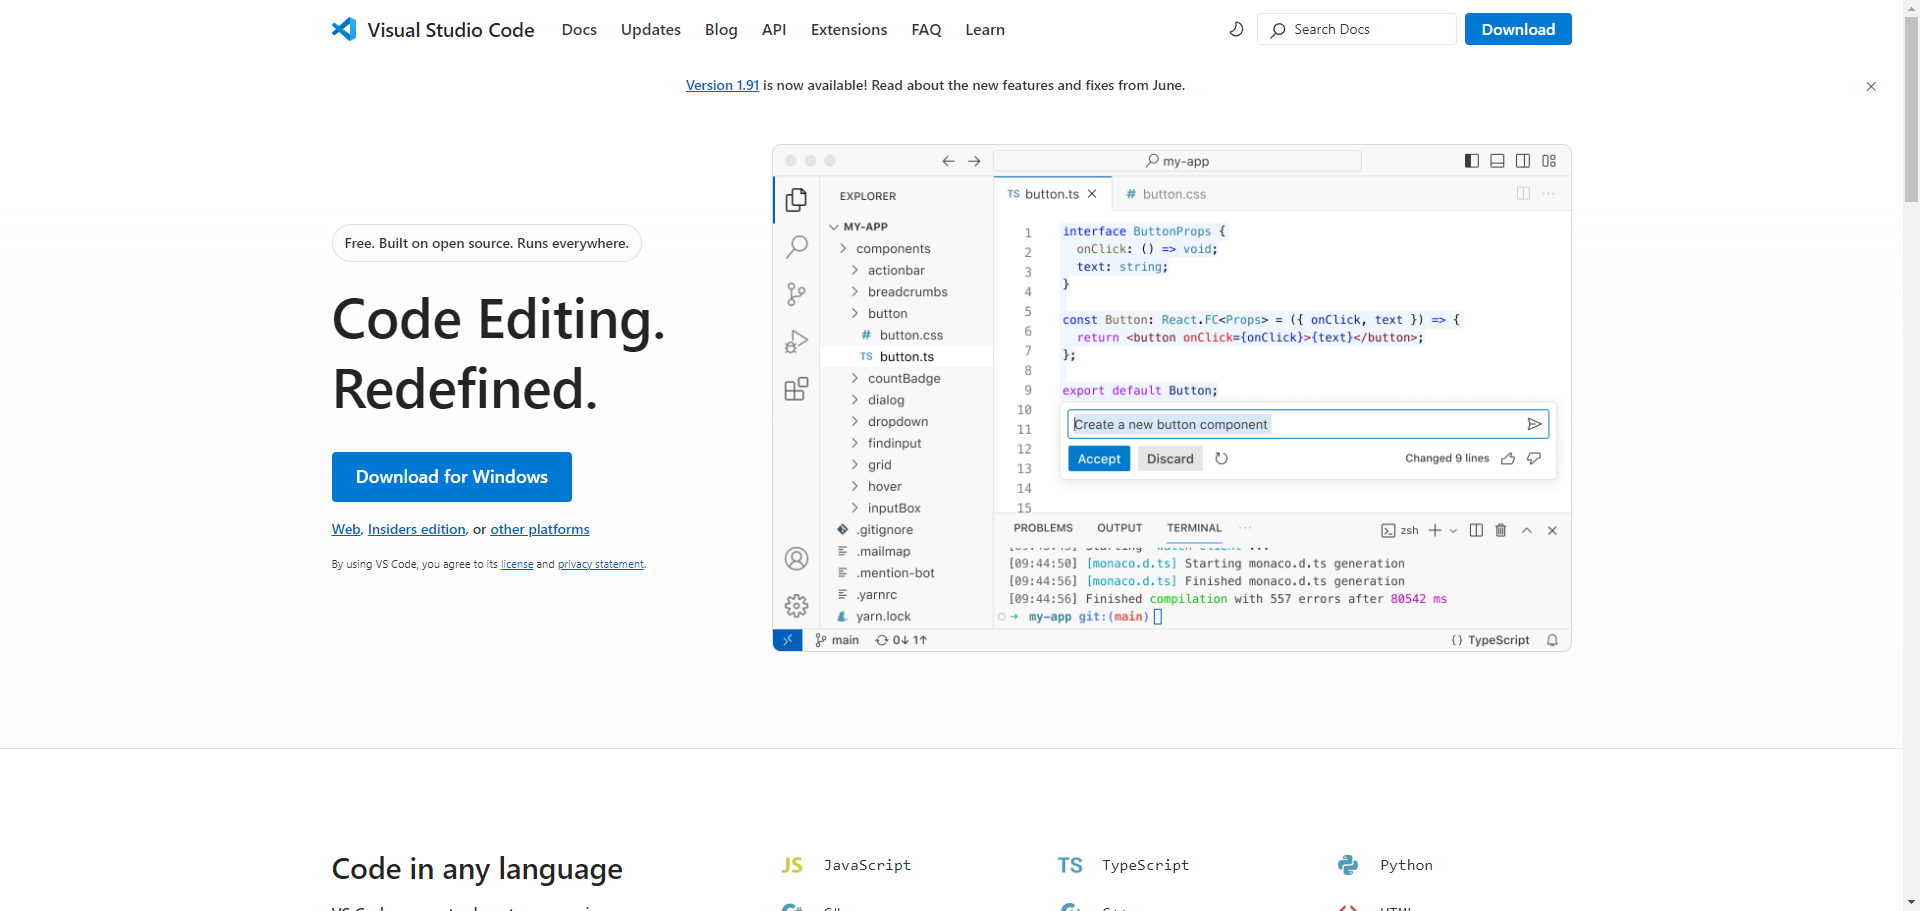 Visual Studio Code
Docs
Updates
Blog
API
Extensions
FAQ
Learn
Search Docs
Download
Version 1.91 is now available! Read about the new features and fixes from June.
Free. Built on open source. Runs everywhere.
Code Editing.
Redefined.
Download for Windows
Web, Insiders edition, or other platforms
By using VS Code, you agree to its license and privacy statement.
my-app
EXPLORER
MY-APP
components
actionbar
breadcrumbs
button
# button.css
TS button.ts
countBadge
dialog
dropdown
findinput
grid
hover
inputBox
.gitignore
.mailmap
.mention-bot
.yarnrc
yarn.lock
TS button.ts
# button.css
1 interface ButtonProps {
2 onClick: () => void;
3 text: string;
4 }
5
6 const Button: React.FC<Props> = ({ onClick, text }) => {
7 return <button onClick={onClick}>{text}</button>;
8 };
9 export default Button;
10
11
12
13
14
15
Create a new button component
Accept
Discard
Changed 9 lines
PROBLEMS
OUTPUT
TERMINAL
zsh
[09:44:50] [monaco.d.ts] Starting monaco.d.ts generation
[09:44:56] [monaco.d.ts] Finished monaco.d.ts generation
[09:44:56] Finished compilation with 557 errors after 80542 ms
my-app git:(main)
main
0↓ 1↑
{} TypeScript
Code in any language
JS JavaScript
TS TypeScript
Python